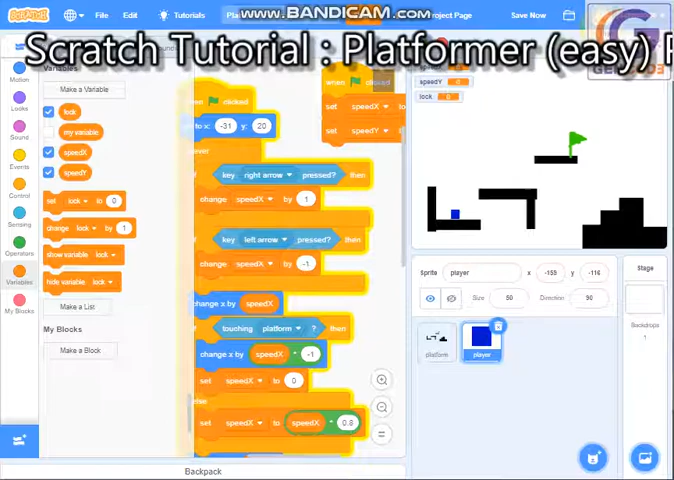 www.BANDICAM.com
File Edit Tutorials Pla Project Page Save Now
Scratch Tutorial : Platformer (easy)
Motion
Looks
Sound
Events
Control
Sensing
Operators
Variables
My Blocks
Variables
Make a Variable
lock
my variable
speedX
speedY
set lock to 0
change lock by 1
show variable lock
hide variable lock
Make a List
My Blocks
Make a Block
clicked
x: -31 y: 20
ever
key right arrow pressed? then
change speedX by 1
key left arrow pressed? then
change speedX by -1
change x by speedX
touching platform ? then
change x by speedX * -1
set speedX to 0
else
set speedX to speedX * 0.8
when clicked
set speedX to
set speedY to
speedY
lock
Sprite player x -159 y -116
Show Size 50 Direction 90
platform
player
Stage
Backdrops
1
Backpack